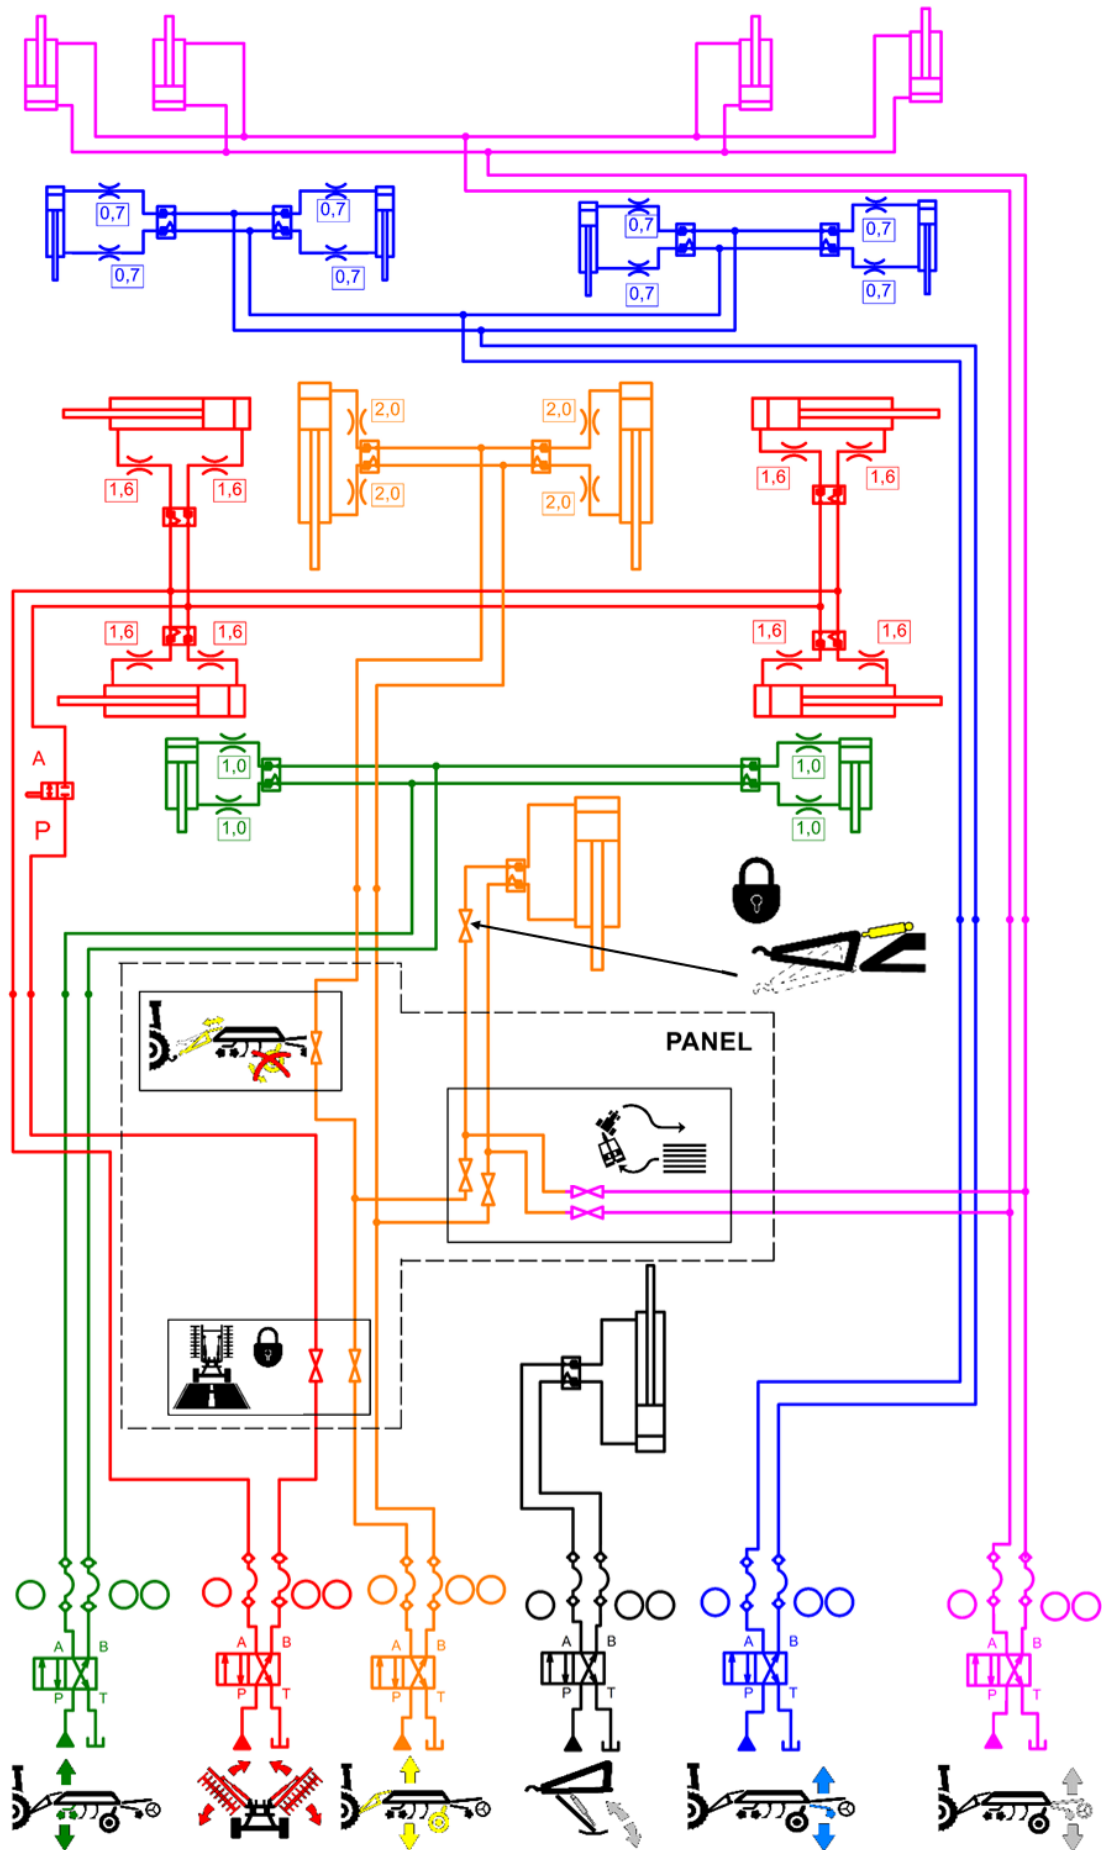 0,7 0,7 0,7 0,7
0,7 0,7 0,7 0,7
2,0 2,0
1,6 1,6 2,0 2,0 1,6 1,6
1,6 1,6 1,6 1,6
A
1,0 1,0
P
1,0 1,0
PANEL
A B A B A B A B A B A B
P T P T P T P T P T P T